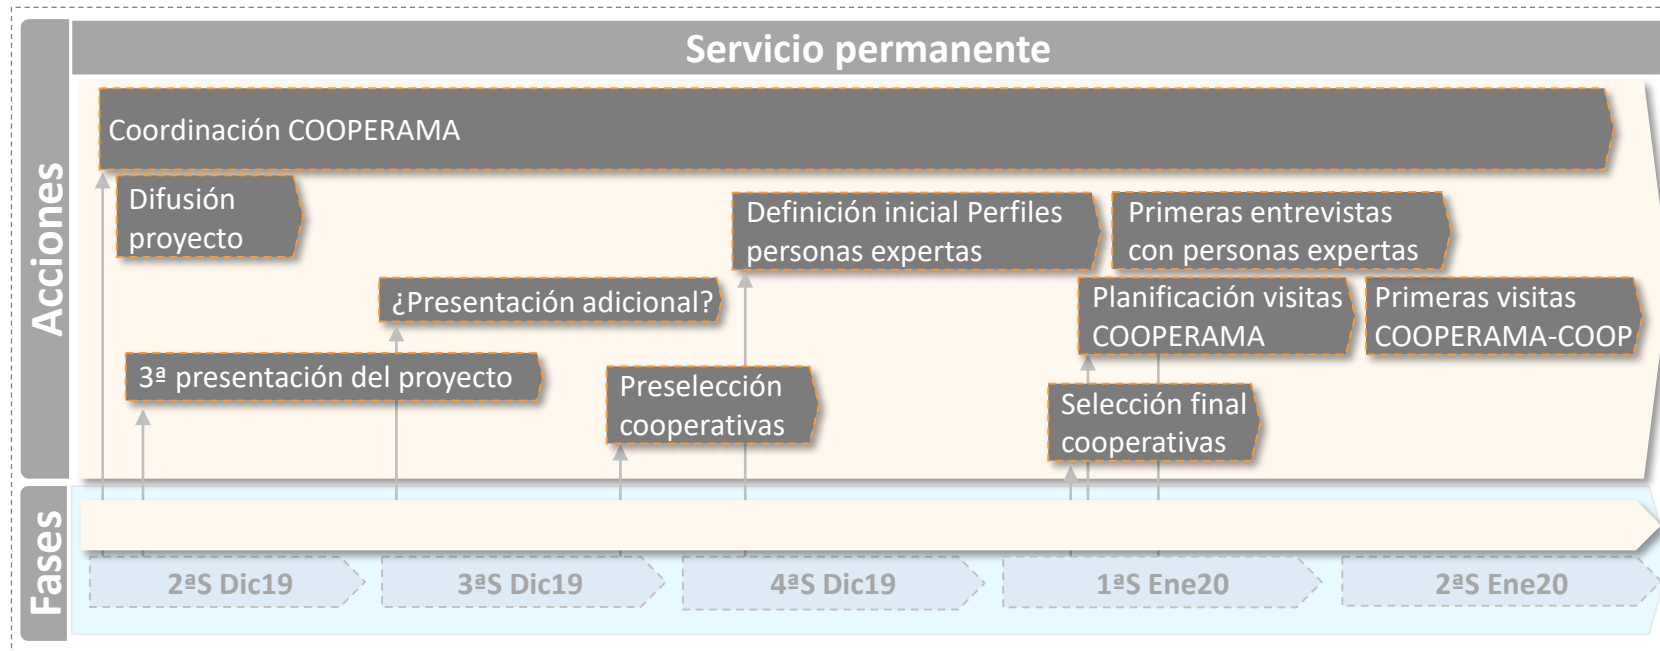 Servicio permanente
Acciones
Coordinación COOPERAMA
Difusión
proyecto
Definición inicial Perfiles
personas expertas
Primeras entrevistas
con personas expertas
¿Presentación adicional?
Planificación visitas
COOPERAMA
Primeras visitas
COOPERAMA-COOP
3ª presentación del proyecto
Preselección
cooperativas
Selección final
cooperativas
Fases
2ªS Dic19
3ªS Dic19
4ªS Dic19
1ªS Ene20
2ªS Ene20